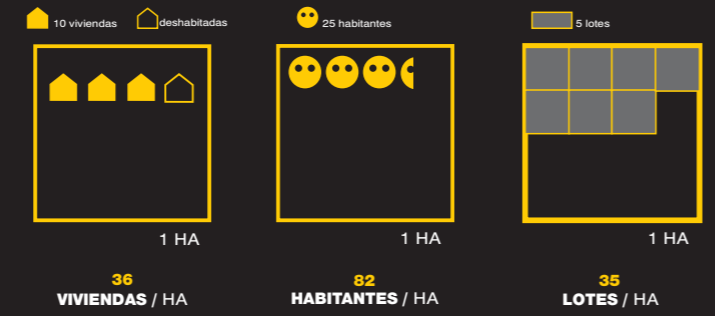 10 viviendas
deshabitadas
25 habitantes
5 lotes
1 HA
1 HA
1 HA
36
VIVIENDAS / HA
82
HABITANTES / HA
35
LOTES / HA